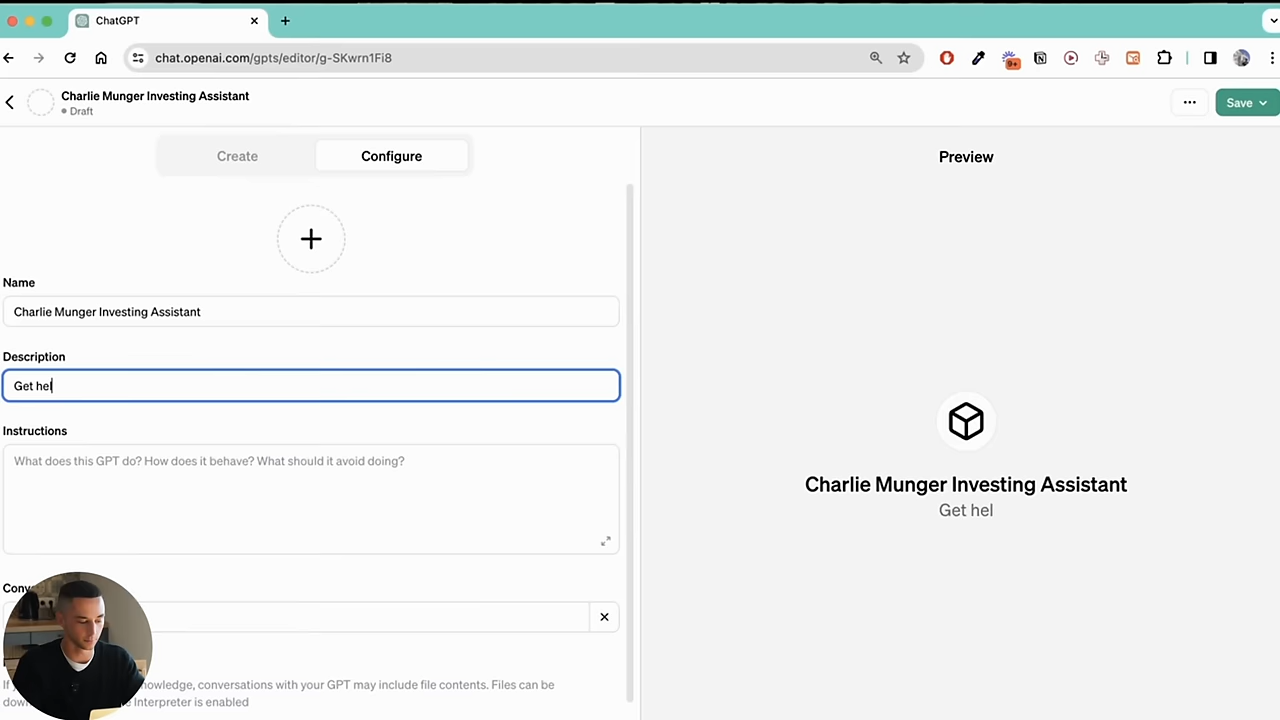 ChatGPT
chat.openai.com/gpts/editor/g-SKwrn1Fi8
9+
Charlie Munger Investing Assistant
Draft
Save
Create
Configure
Preview
Name
Charlie Munger Investing Assistant
Description
Get hel
Instructions
What does this GPT do? How does it behave? What should it avoid doing?
Charlie Munger Investing Assistant
Get hel
nowledge, conversations with your GPT may include file contents. Files can be
Interpreter is enabled